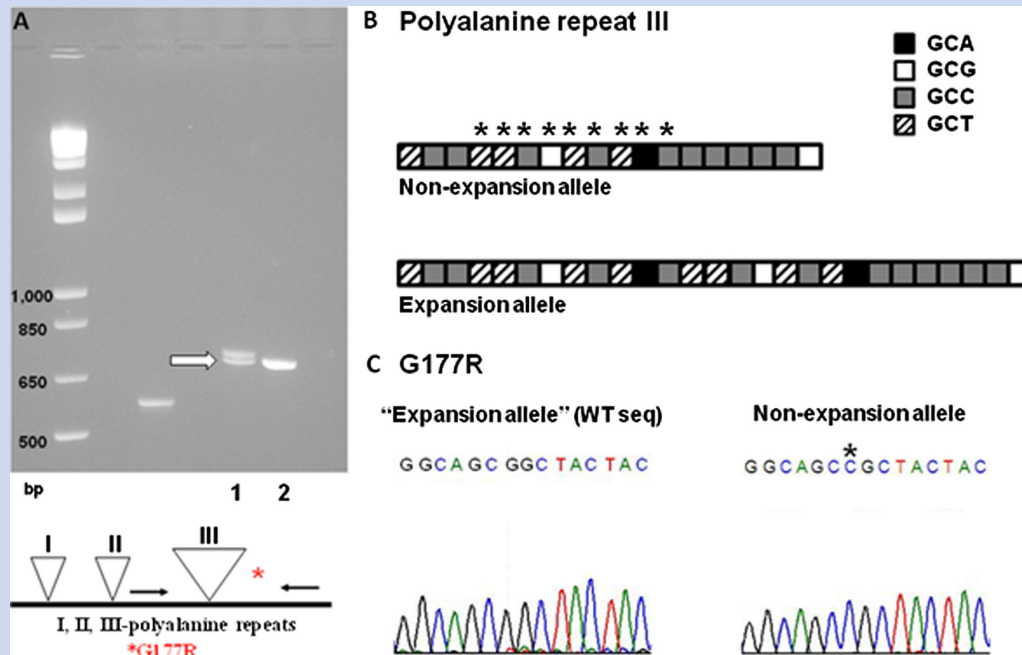 A
1,000
850
650
500
bp
1 2
I II III
*
I, II, III-polyalanine repeats
*G177R
B Polyalanine repeat III
GCA
GCG
GCC
GCT
* * * * * * * * *
Non-expansion allele
Expansion allele
C G177R
“Expansion allele” (WT seq)
GGCAGCGGCTACTAC
Non-expansion allele
*
GGCAGCCGCTACTAC